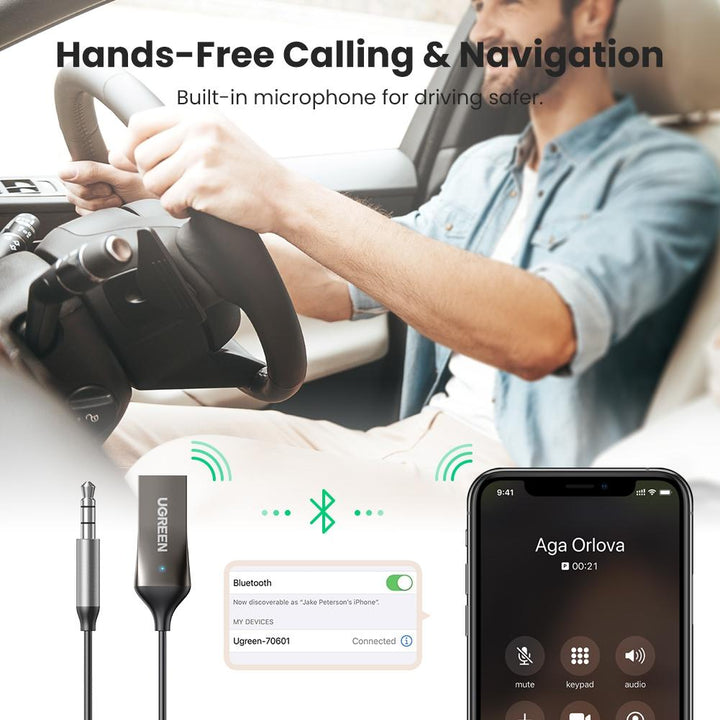 Hands-Free Calling & Navigation
Built-in microphone for driving safer.
UGREEN
Bluetooth
Now discoverable as "Jake Peterson's iPhone".
MY DEVICES
Ugreen-70601 Connected
9:41
Aga Orlova
P 00:21
mute keypad audio